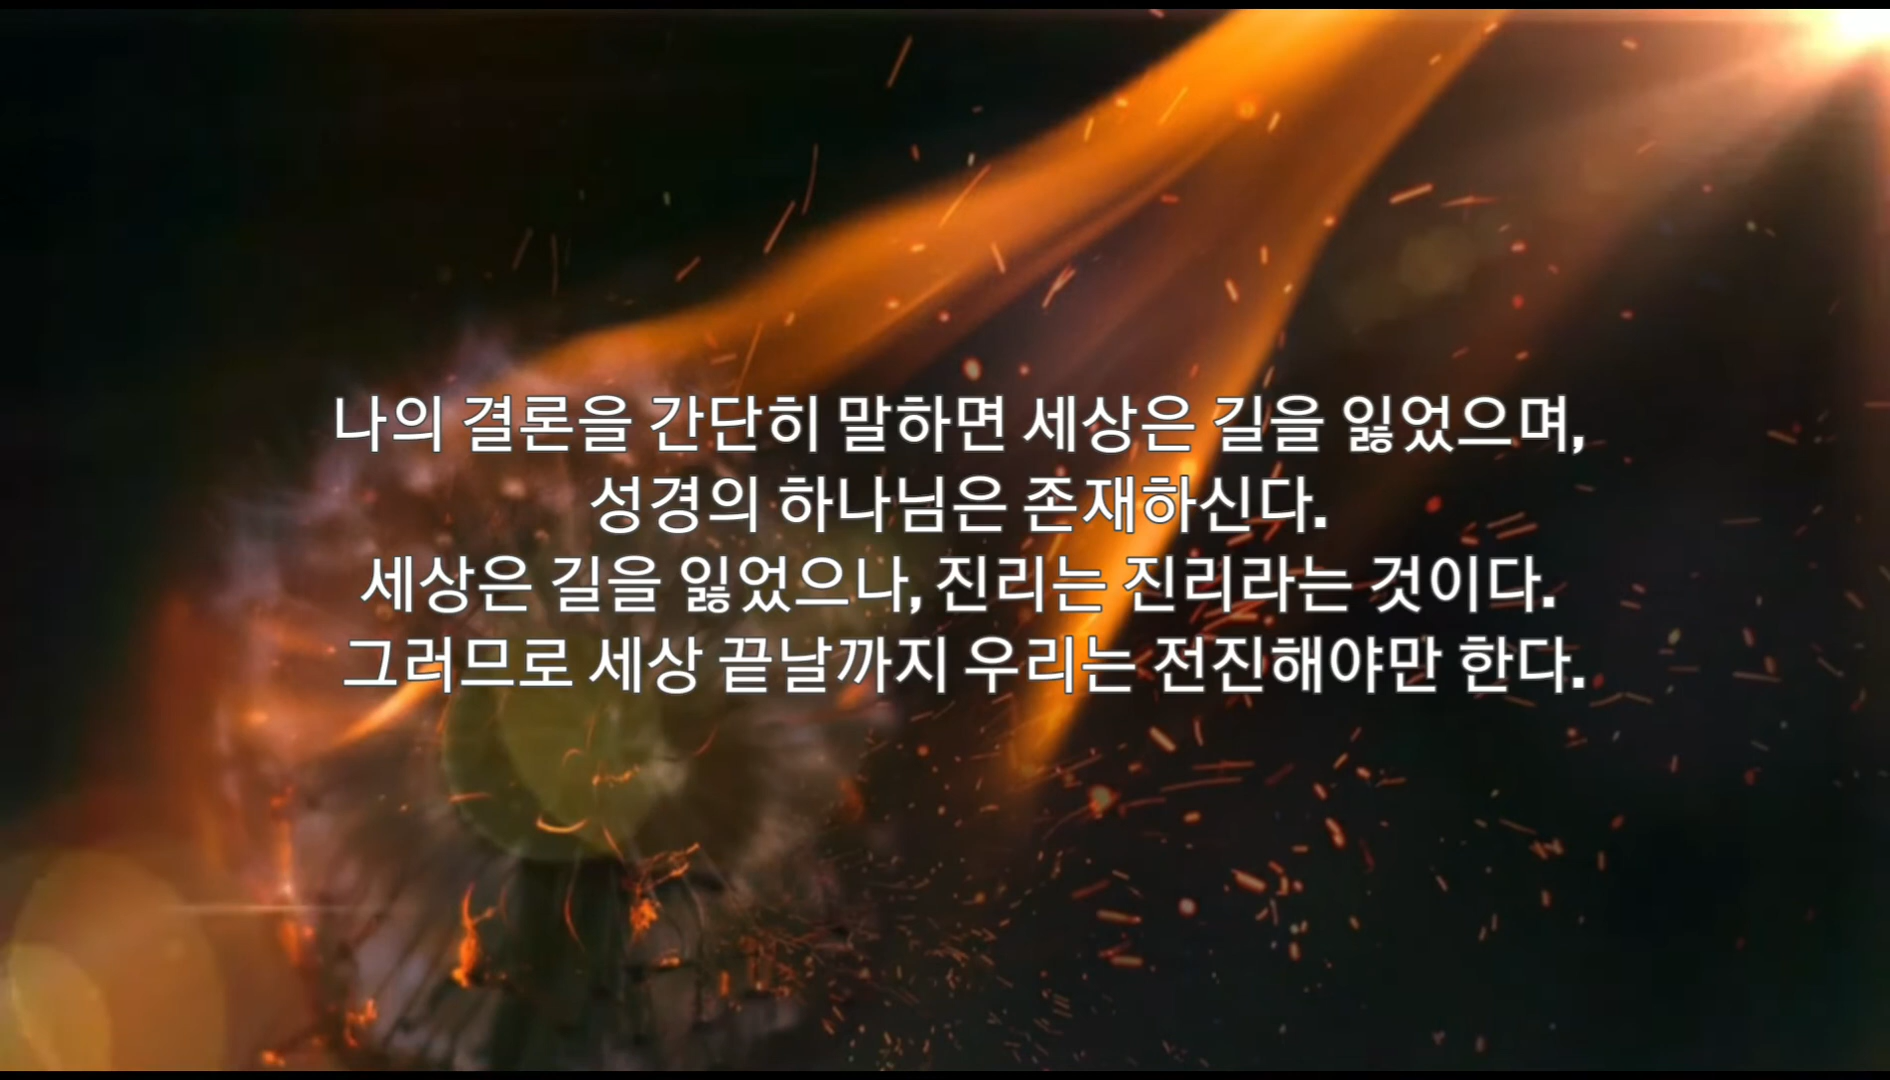 나의 결론을 간단히 말하면 세상은 길을 잃었으며,
성경의 하나님은 존재하신다.
세상은 길을 잃었으나, 진리는 진리라는 것이다.
그러므로 세상 끝날까지 우리는 전진해야만 한다.